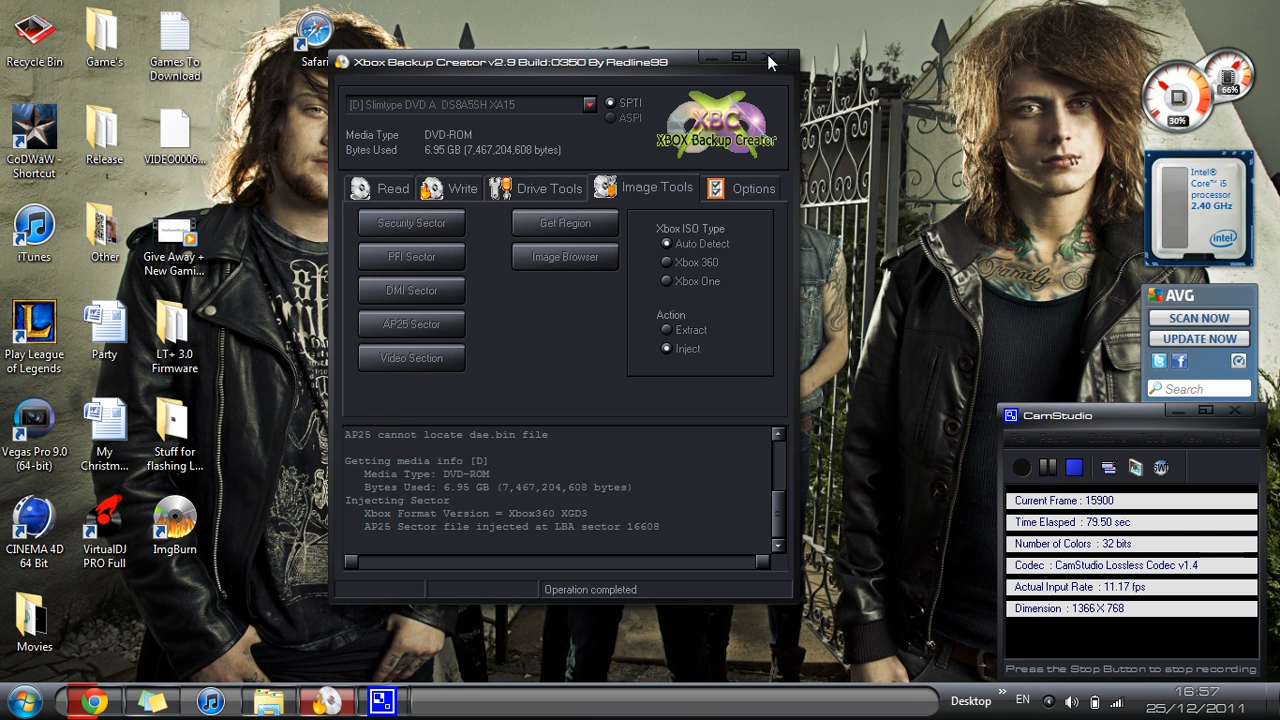 Recycle Bin
Game's
Games To
Download
Safari
CoDWaW -
Shortcut
Release
VIDEO0006...
iTunes
Other
Give Away +
New Gami...
Play League
of Legends
Party
LT+ 3.0
Firmware
Vegas Pro 9.0
(64-bit)
My
Christm...
Stuff for
flashing L...
CINEMA 4D
64 Bit
VirtualDJ
PRO Full
ImgBurn
Movies
Xbox Backup Creator v2.9 Build:0350 By Redline99
[D] Slimtype DVD A DS8A5SH XA15
SPTI
ASPI
XBC
XBOX Backup Creator
Media Type DVD-ROM
Bytes Used 6.95 GB (7,467,204,608 bytes)
Read
Write
Drive Tools
Image Tools
Options
Security Sector
PFI Sector
DMI Sector
AP25 Sector
Video Section
Get Region
Image Browser
Xbox ISO Type
Auto Detect
Xbox 360
Xbox One
Action
Extract
Inject
AP25 cannot locate dae.bin file
Getting media info [D]
Media Type: DVD-ROM
Bytes Used: 6.95 GB (7,467,204,608 bytes)
Injecting Sector
Xbox Format Version = Xbox360 XGD3
AP25 Sector file injected at LBA sector 16608
Operation completed
Family
30%
66%
Intel®
Core™ i5
processor
2.40 GHz
intel
AVG
SCAN NOW
UPDATE NOW
Search
CamStudio
Region
Options
Tools
Help
SWF
Current Frame : 15900
Time Elasped : 79.50 sec
Number of Colors : 32 bits
Codec : CamStudio Lossless Codec v1.4
Actual Input Rate : 11.17 fps
Dimension : 1366 X 768
Press the Stop Button to stop recording
Desktop
EN
16:57
25/12/2011